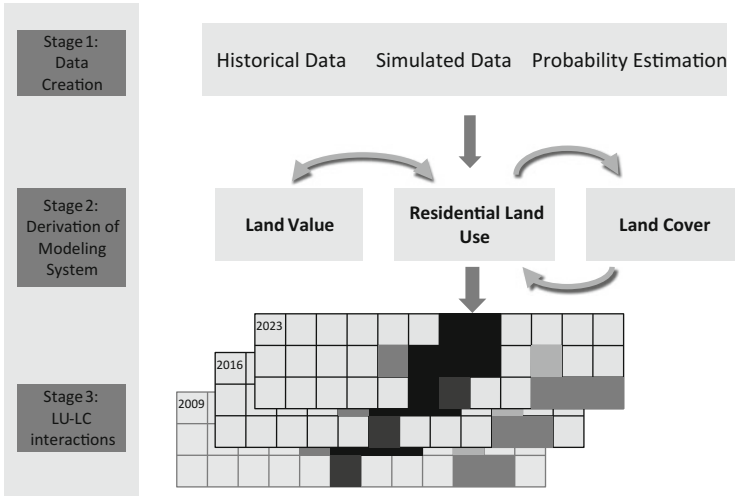 Stage 1:
Data
Creation
Historical Data Simulated Data Probability Estimation
Stage 2:
Derivation of
Modeling
System
Land Value
Residential Land
Use
Land Cover
Stage 3:
LU-LC
interactions
2023
2016
2009